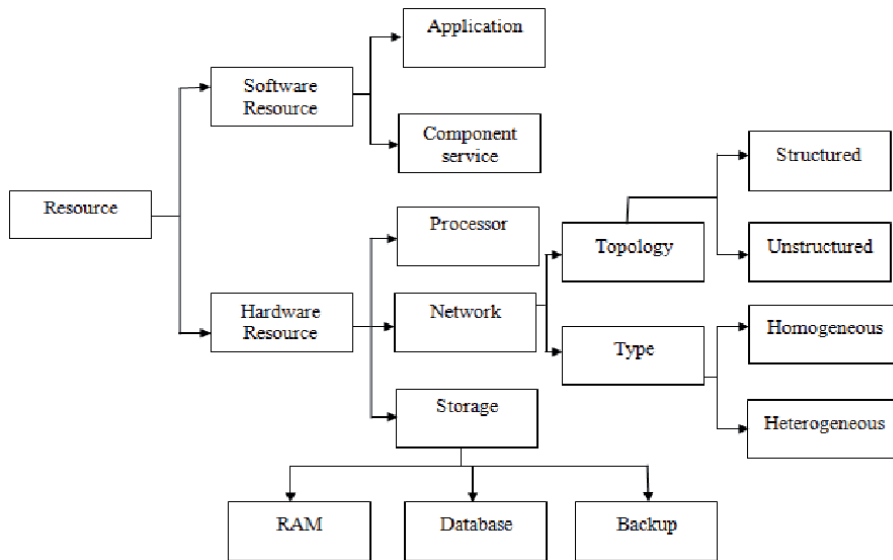 Application
Software
Resource
Component
service
Structured
Resource
Processor
Topology
Unstructured
Hardware
Resource
Network
Type
Homogeneous
Storage
Heterogeneous
RAM
Database
Backup